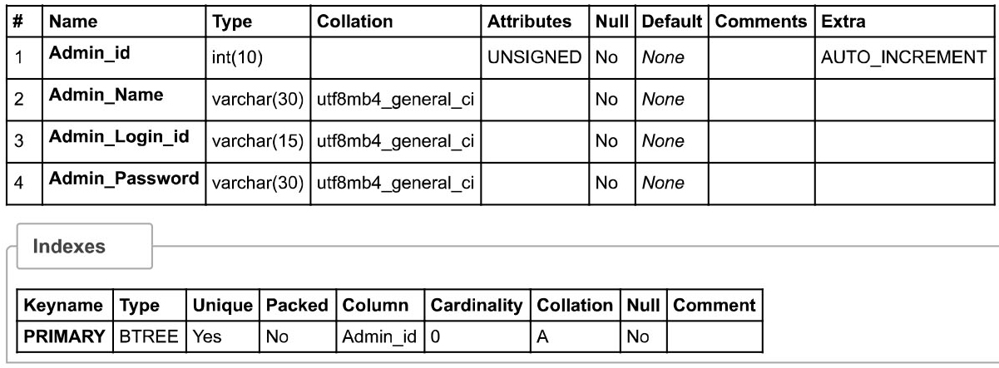 # Name Type Collation Attributes Null Default Comments Extra
1 Admin_id int(10) UNSIGNED No None AUTO_INCREMENT
2 Admin_Name varchar(30) utf8mb4_general_ci No None
3 Admin_Login_id varchar(15) utf8mb4_general_ci No None
4 Admin_Password varchar(30) utf8mb4_general_ci No None
Indexes
Keyname Type Unique Packed Column Cardinality Collation Null Comment
PRIMARY BTREE Yes No Admin_id 0 A No